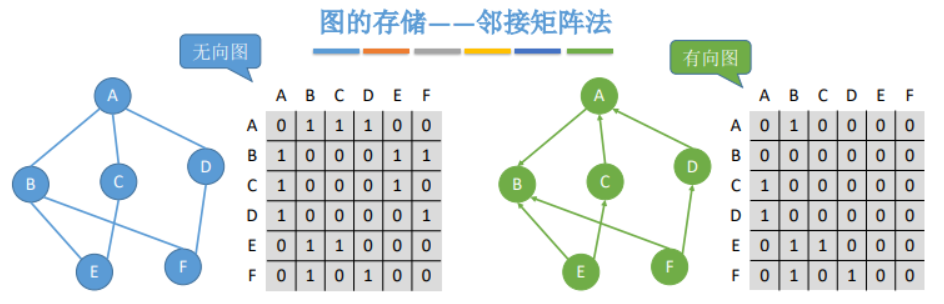 图的存储——邻接矩阵法
无向图
A
B
C
D
E
F
A B C D E F
A 0 1 1 1 0 0
B 1 0 0 0 1 1
C 1 0 0 0 1 0
D 1 0 0 0 0 1
E 0 1 1 0 0 0
F 0 1 0 1 0 0
有向图
A
B
C
D
E
F
A B C D E F
A 0 1 0 0 0 0
B 0 0 0 0 0 0
C 1 0 0 0 0 0
D 1 0 0 0 0 0
E 0 1 1 0 0 0
F 0 1 0 1 0 0